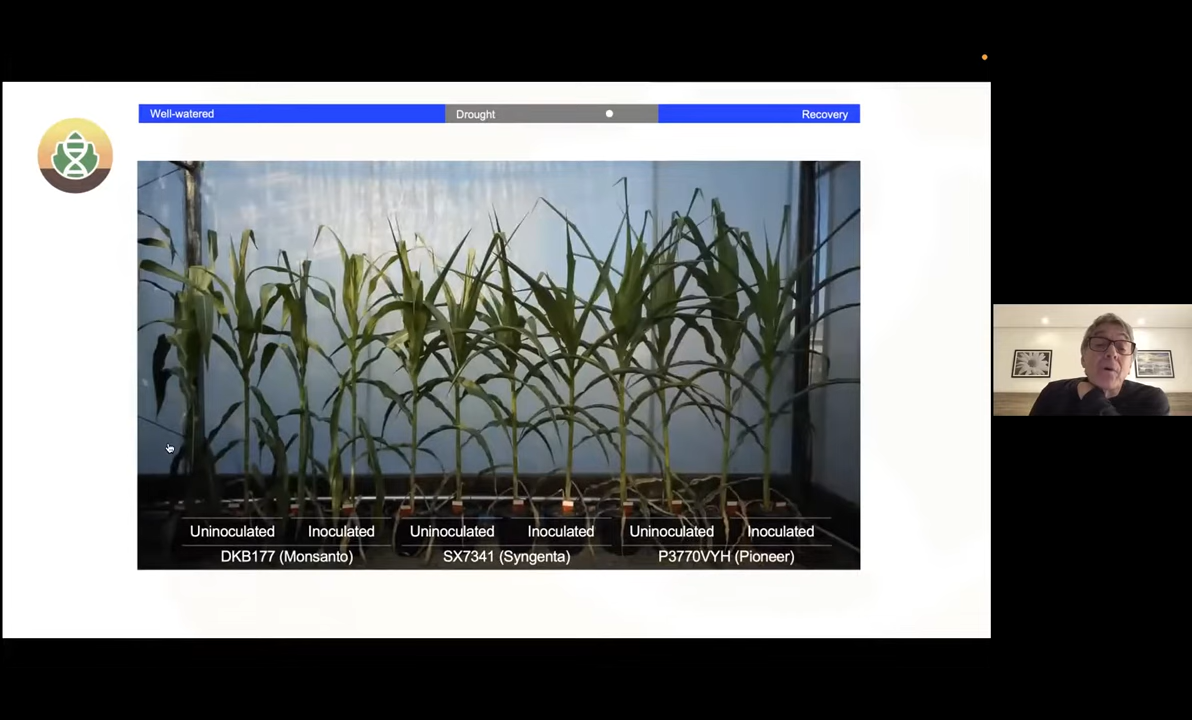 Well-watered Drought Recovery
Uninoculated Inoculated Uninoculated Inoculated Uninoculated Inoculated
DKB177 (Monsanto) SX7341 (Syngenta) P3770VYH (Pioneer)